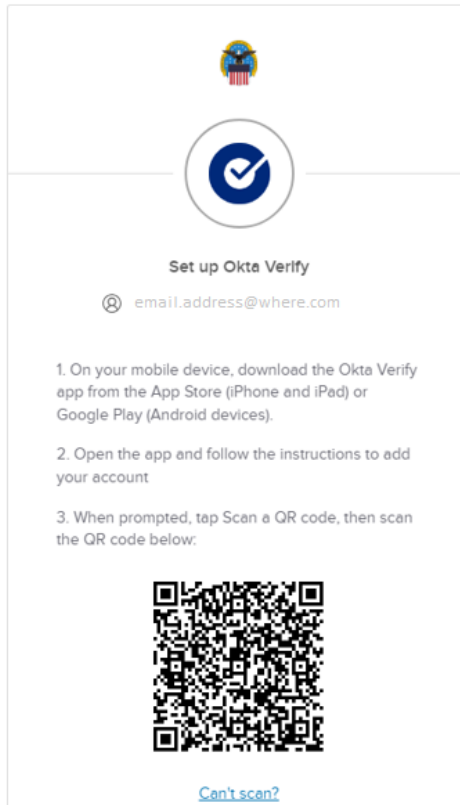 Set up Okta Verify
email.address@where.com
1. On your mobile device, download the Okta Verify
app from the App Store (iPhone and iPad) or
Google Play (Android devices).
2. Open the app and follow the instructions to add
your account
3. When prompted, tap Scan a QR code, then scan
the QR code below:
Can't scan?